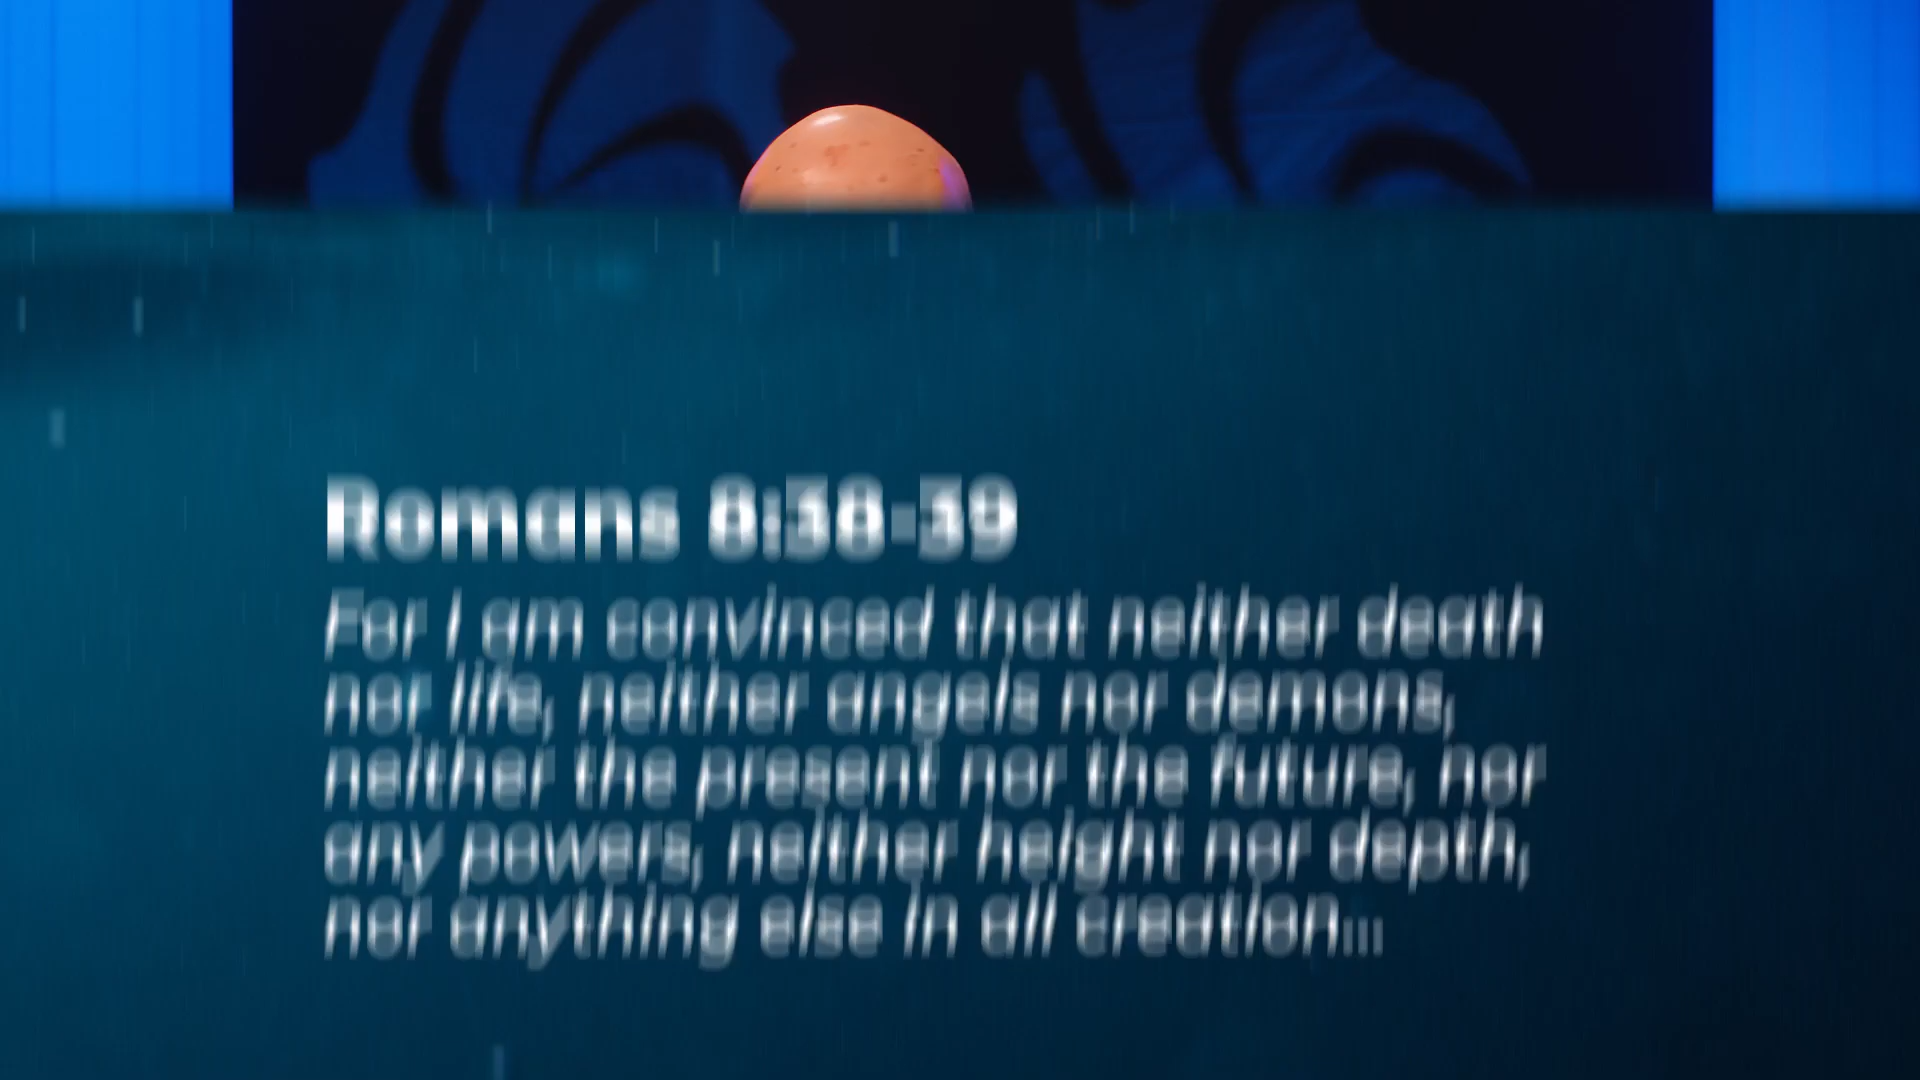 Romans 8:38-39
For I am convinced that neither death
nor life, neither angels nor demons,
neither the present nor the future, nor
any powers, neither height nor depth,
nor anything else in all creation...